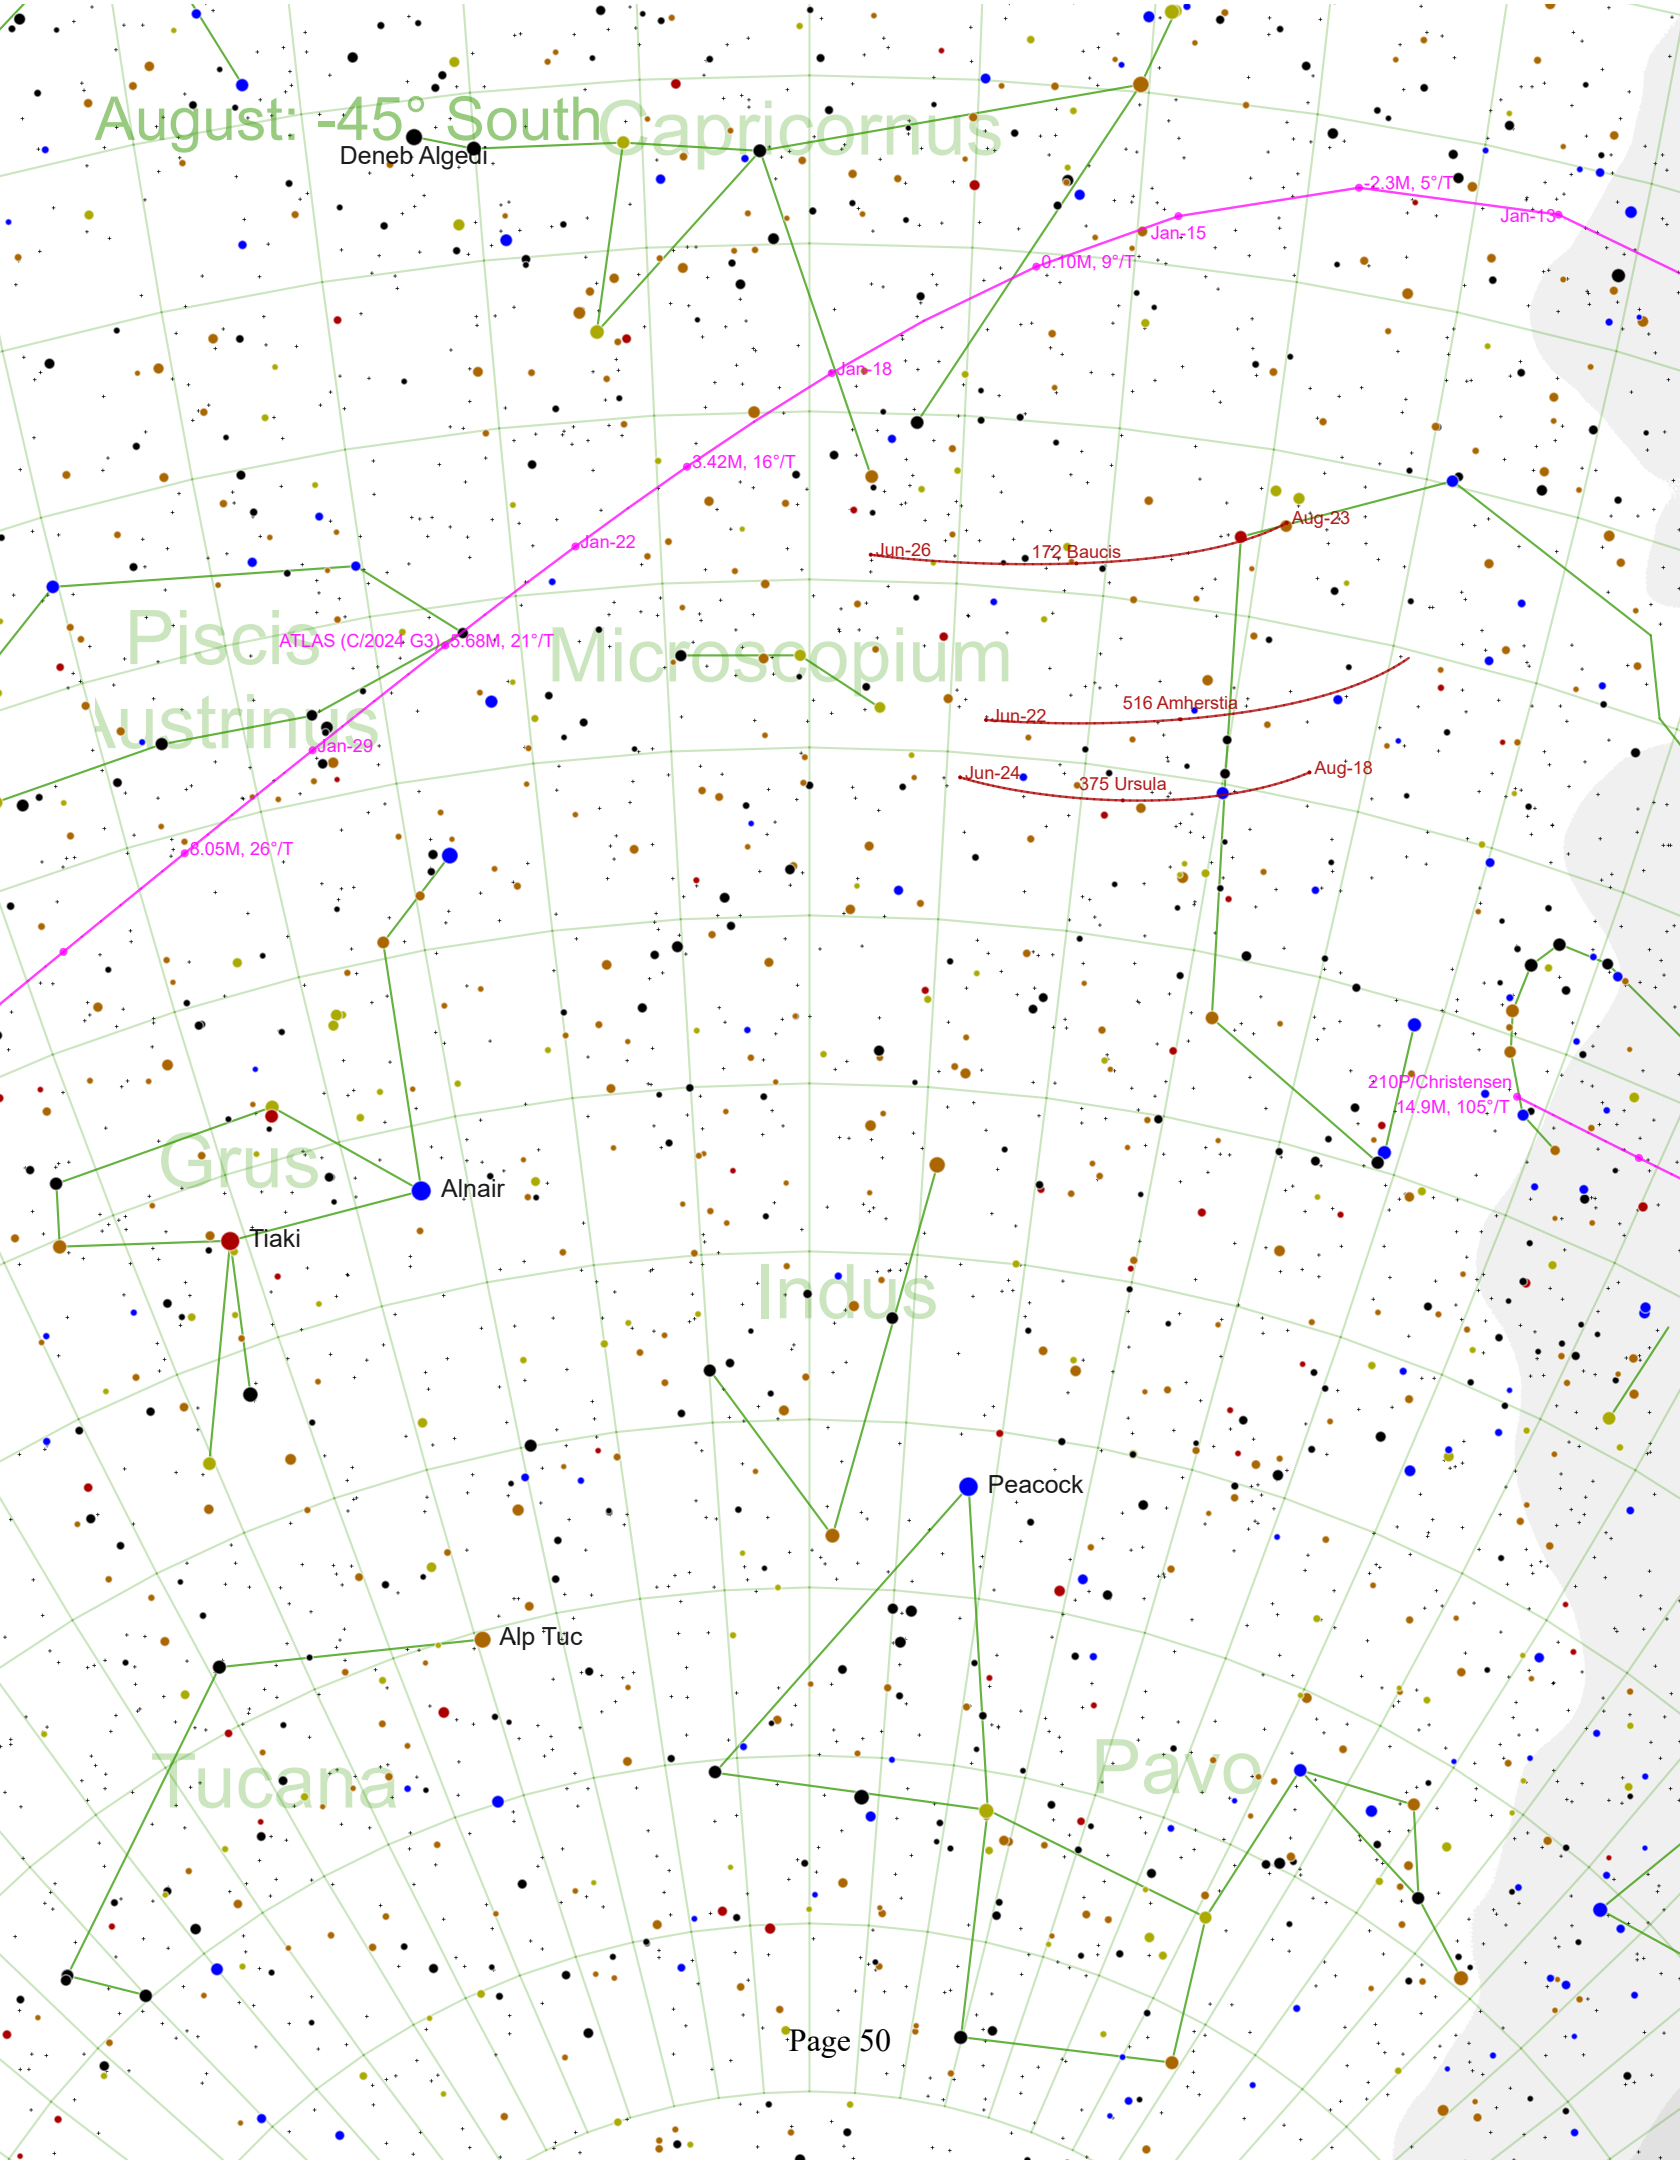 August: -45° South
Capricornus
Deneb Algedi
-2.3M, 5°/T
Jan-13
Jan-15
0.10M, 9°/T
Jan-18
3.42M, 16°/T
Aug-23
Jan-22
Jun-26
172 Baucis
Piscis
Austrinus
ATLAS (C/2024 G3)
5.68M, 21°/T
Microscopium
516 Amherstia
Jun-22
Jan-29
Jun-24
375 Ursula
Aug-18
8.05M, 26°/T
210P/Christensen
14.9M, 105°/T
Grus
Alnair
Tiaki
Indus
Peacock
Alp Tuc
Tucana
Pavo
Page 50